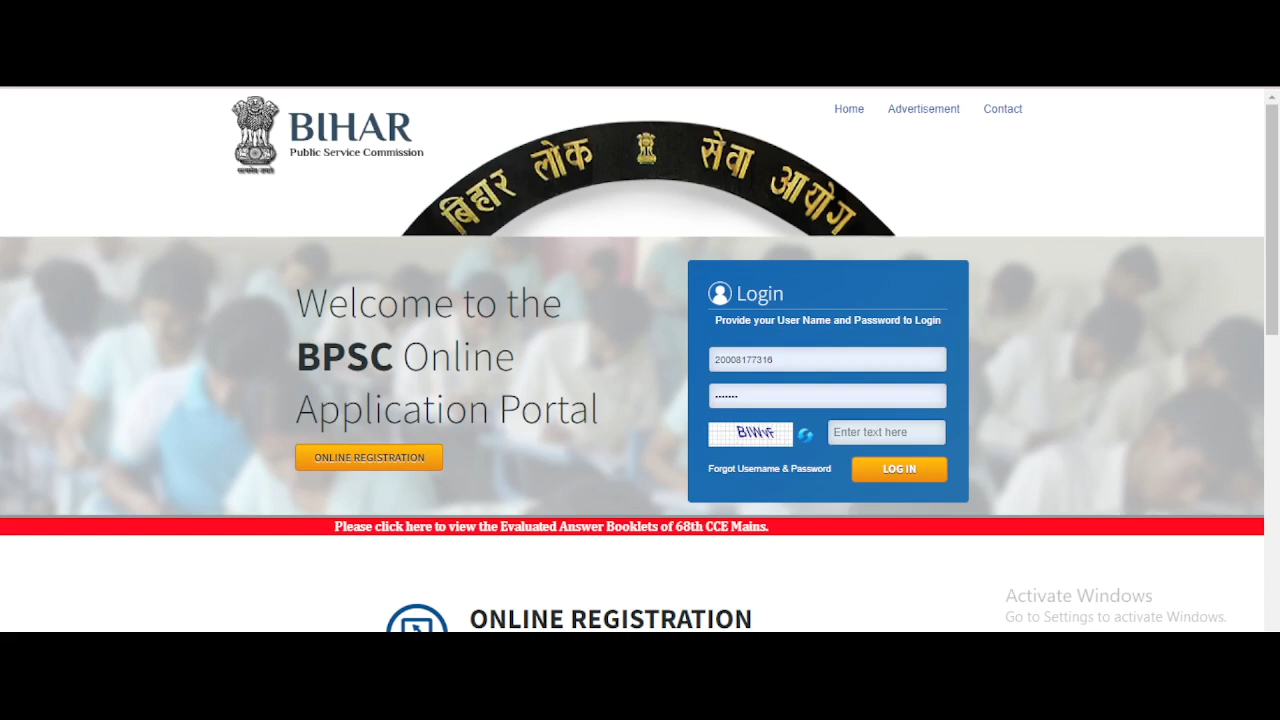 BIHAR
Public Service Commission
Home
Advertisement
Contact
बिहार लोक सेवा आयोग
Welcome to the
BPSC Online
Application Portal
ONLINE REGISTRATION
Login
Provide your User Name and Password to Login
20008177316
•••••••
Enter text here
Forgot Username & Password
LOG IN
Please click here to view the Evaluated Answer Booklets of 68th CCE Mains.
ONLINE REGISTRATION
Activate Windows
Go to Settings to activate Windows.